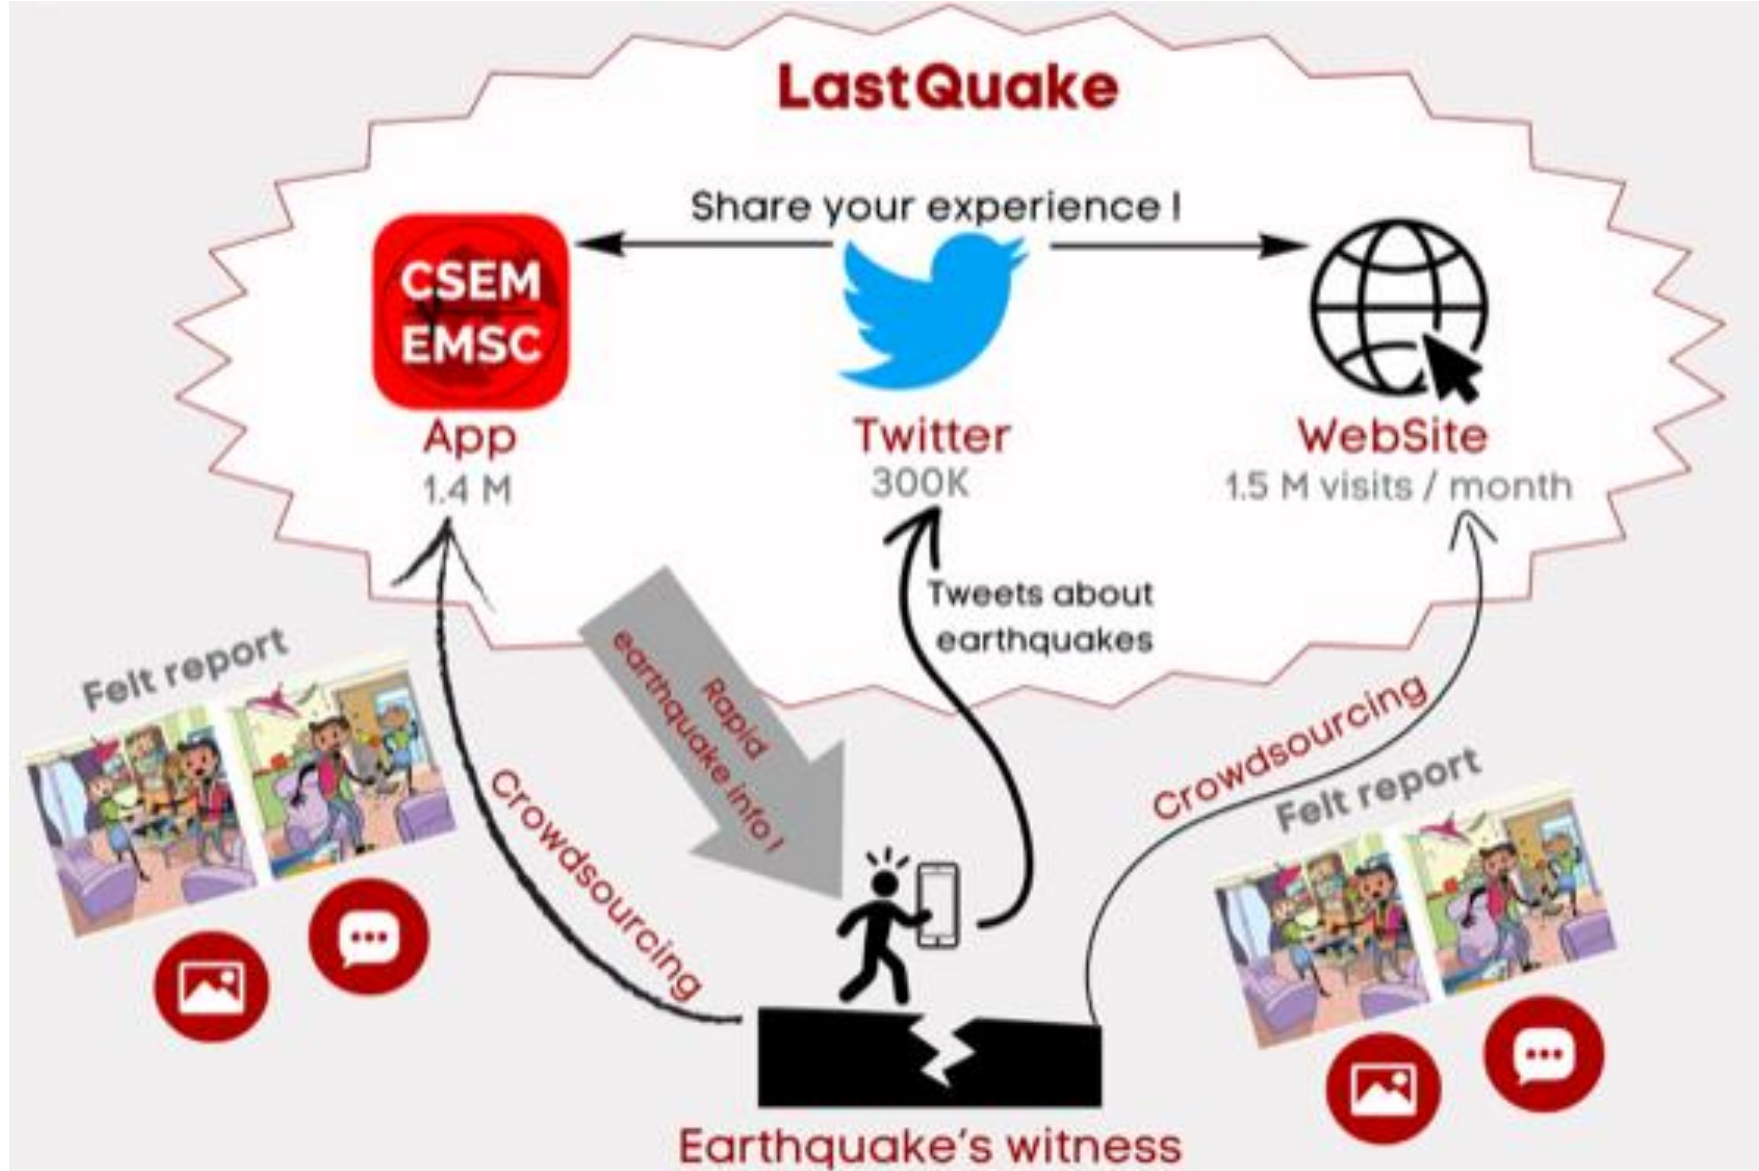 LastQuake
Share your experience !
CSEM
EMSC
App
1.4 M
Twitter
300K
WebSite
1.5 M visits / month
Tweets about
earthquakes
Rapid
earthquake info !
Felt report
Crowdsourcing
Crowdsourcing
Felt report
Earthquake's witness